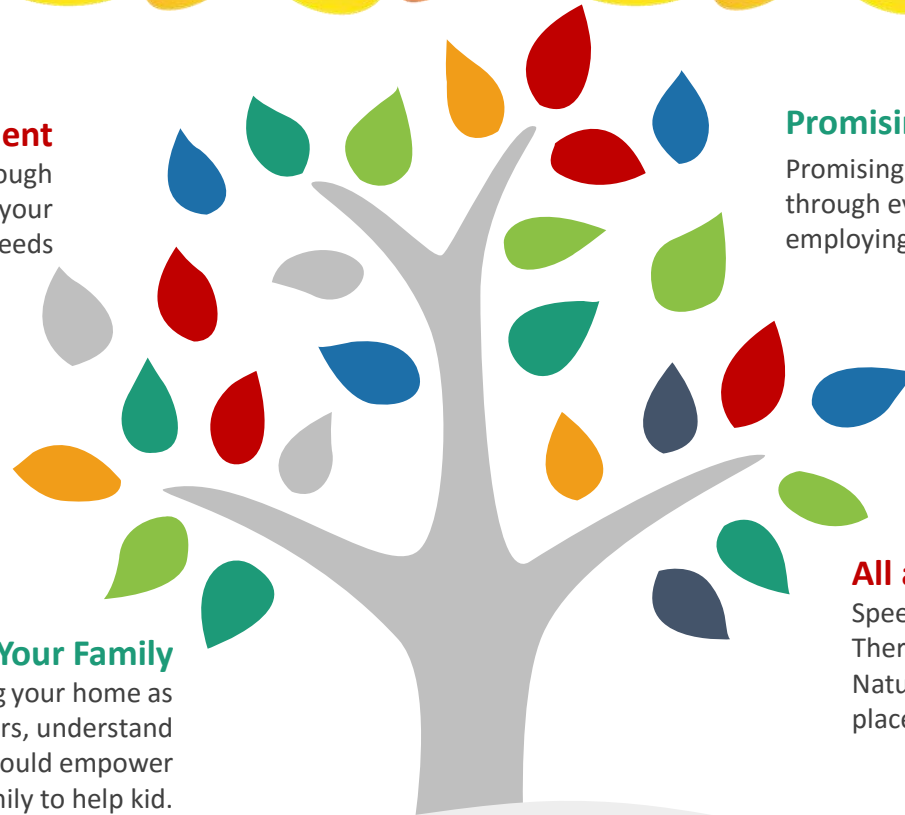 ent
ough
your
eeds
Promisi
Promising
through ev
employing
Your Family
g your home as
rs, understand
ould empower
mily to help kid.
All a
Spee
Ther
Natu
place